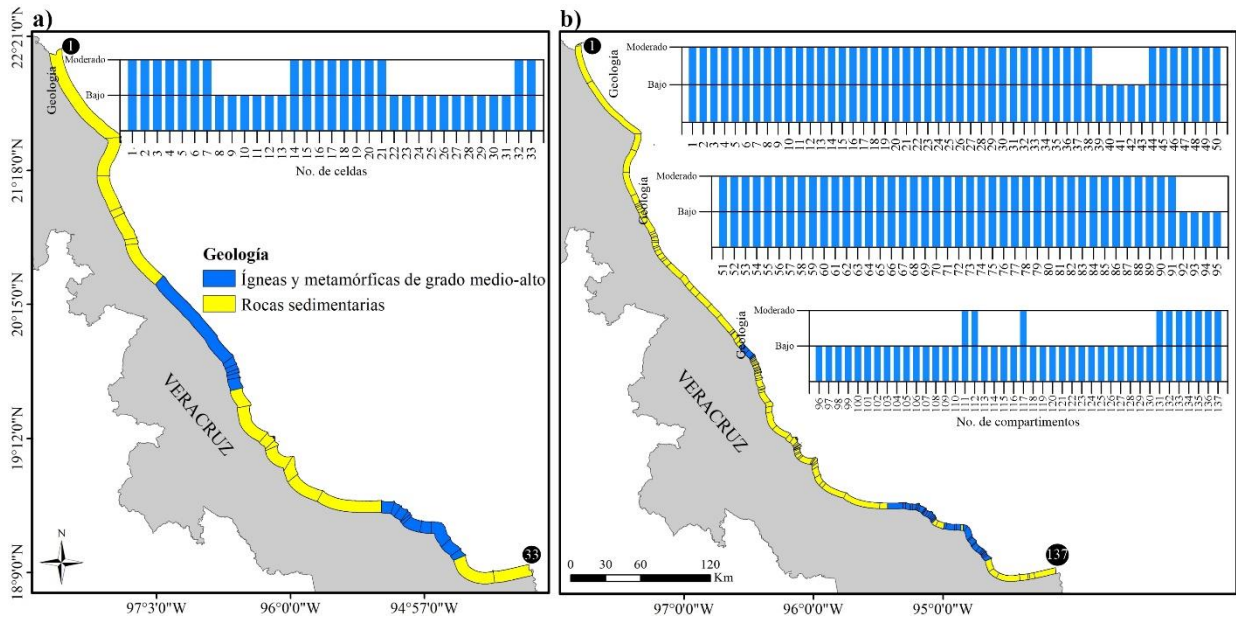 a)
22°21'0"N
21°18'0"N
20°15'0"N
19°12'0"N
18°9'0"N
1
Geología
Moderado
Bajo
1 2 3 4 5 6 7 8 9 10 11 12 13 14 15 16 17 18 19 20 21 22 23 24 25 26 27 28 29 30 31 32 33
No. de celdas
Geología
Ígneas y metamórficas de grado medio-alto
Rocas sedimentarias
VERACRUZ
N
33
97°3'0"W 96°0'0"W 94°57'0"W
b)
1
Geología
Moderado
Bajo
1 2 3 4 5 6 7 8 9 10 11 12 13 14 15 16 17 18 19 20 21 22 23 24 25 26 27 28 29 30 31 32 33 34 35 36 37 38 39 40 41 42 43 44 45 46 47 48 49 50
Geología
Moderado
Bajo
51 52 53 54 55 56 57 58 59 60 61 62 63 64 65 66 67 68 69 70 71 72 73 74 75 76 77 78 79 80 81 82 83 84 85 86 87 88 89 90 91 92 93 94 95
Geología
Moderado
Bajo
96 97 98 99 100 101 102 103 104 105 106 107 108 109 110 111 112 113 114 115 116 117 118 119 120 121 122 123 124 125 126 127 128 129 130 131 132 133 134 135 136 137
No. de compartimentos
VERACRUZ
137
0 30 60 120
Km
97°0'0"W 96°0'0"W 95°0'0"W